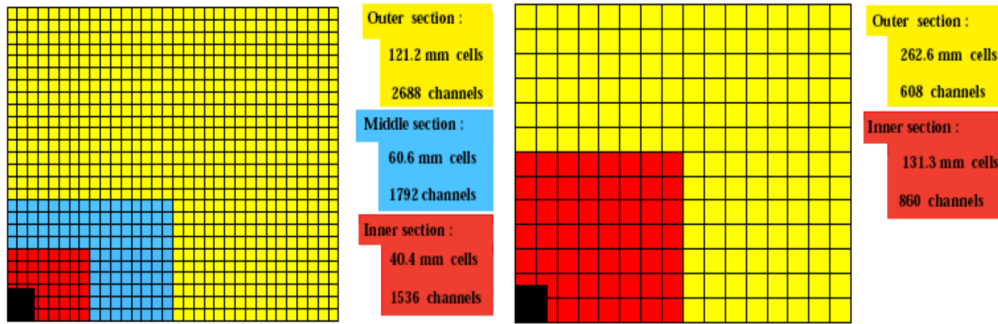 Outer section :
121.2 mm cells
2688 channels
Middle section :
60.6 mm cells
1792 channels
Inner section :
40.4 mm cells
1536 channels
Outer section :
262.6 mm cells
608 channels
Inner section :
131.3 mm cells
860 channels